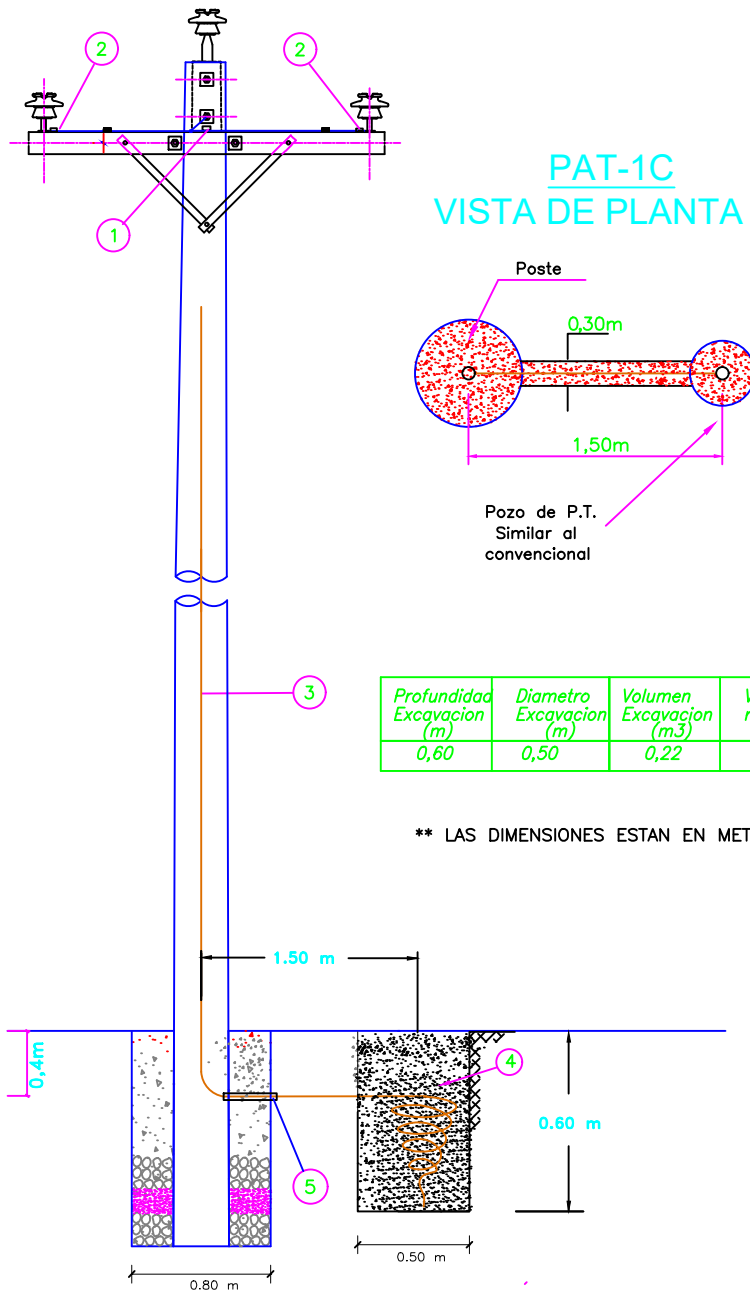 2
2
1
PAT-1C
VISTA DE PLANTA
Poste
0,30m
1,50m
Pozo de P.T.
Similar al
convencional
3
Profundidad Excavacion (m)
Diametro Excavacion (m)
Volumen Excavacion (m3)
0,60
0,50
0,22
** LAS DIMENSIONES ESTAN EN MET
1.50 m
0,4m
4
0.60 m
5
0.50 m
0.80 m